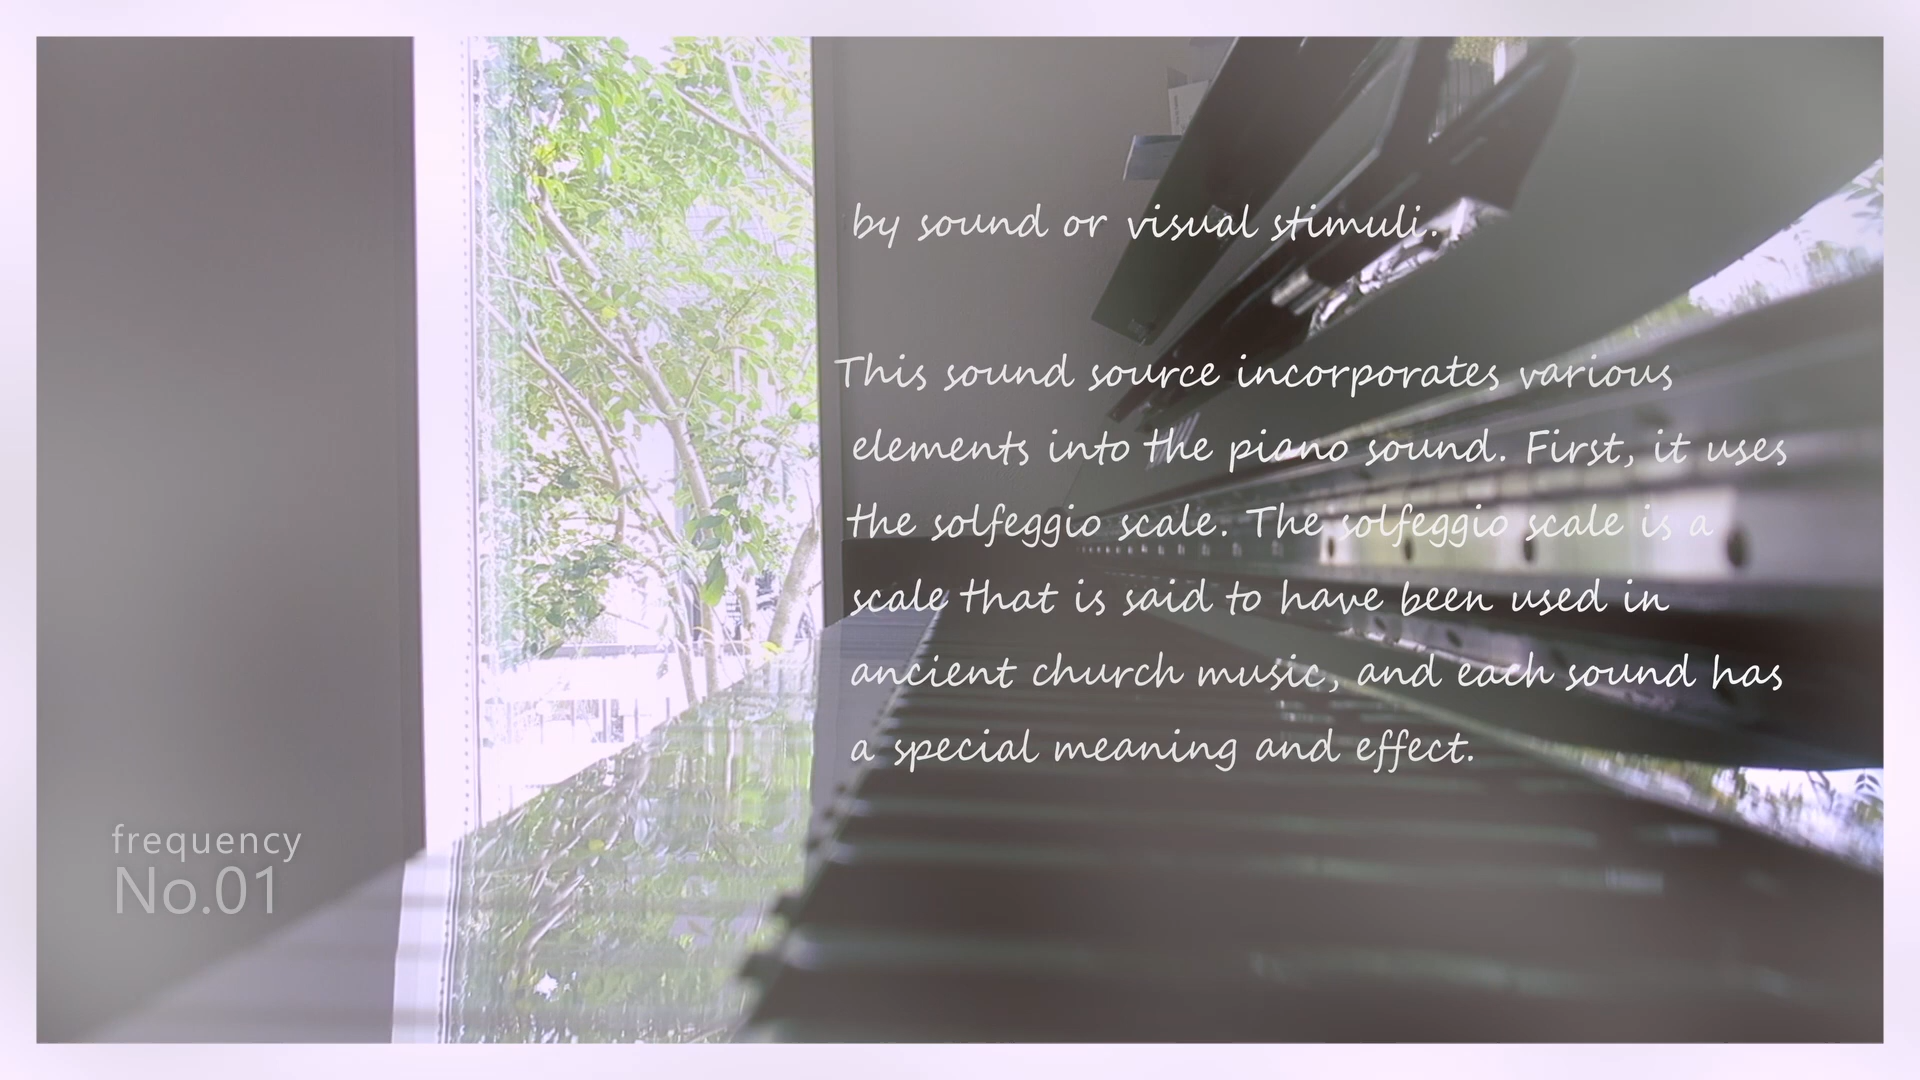 by sound or visual stimuli.
This sound source incorporates various
elements into the piano sound. First, it uses
the solfeggio scale. The solfeggio scale is a
scale that is said to have been used in
ancient church music, and each sound has
a special meaning and effect.
frequency
No.01